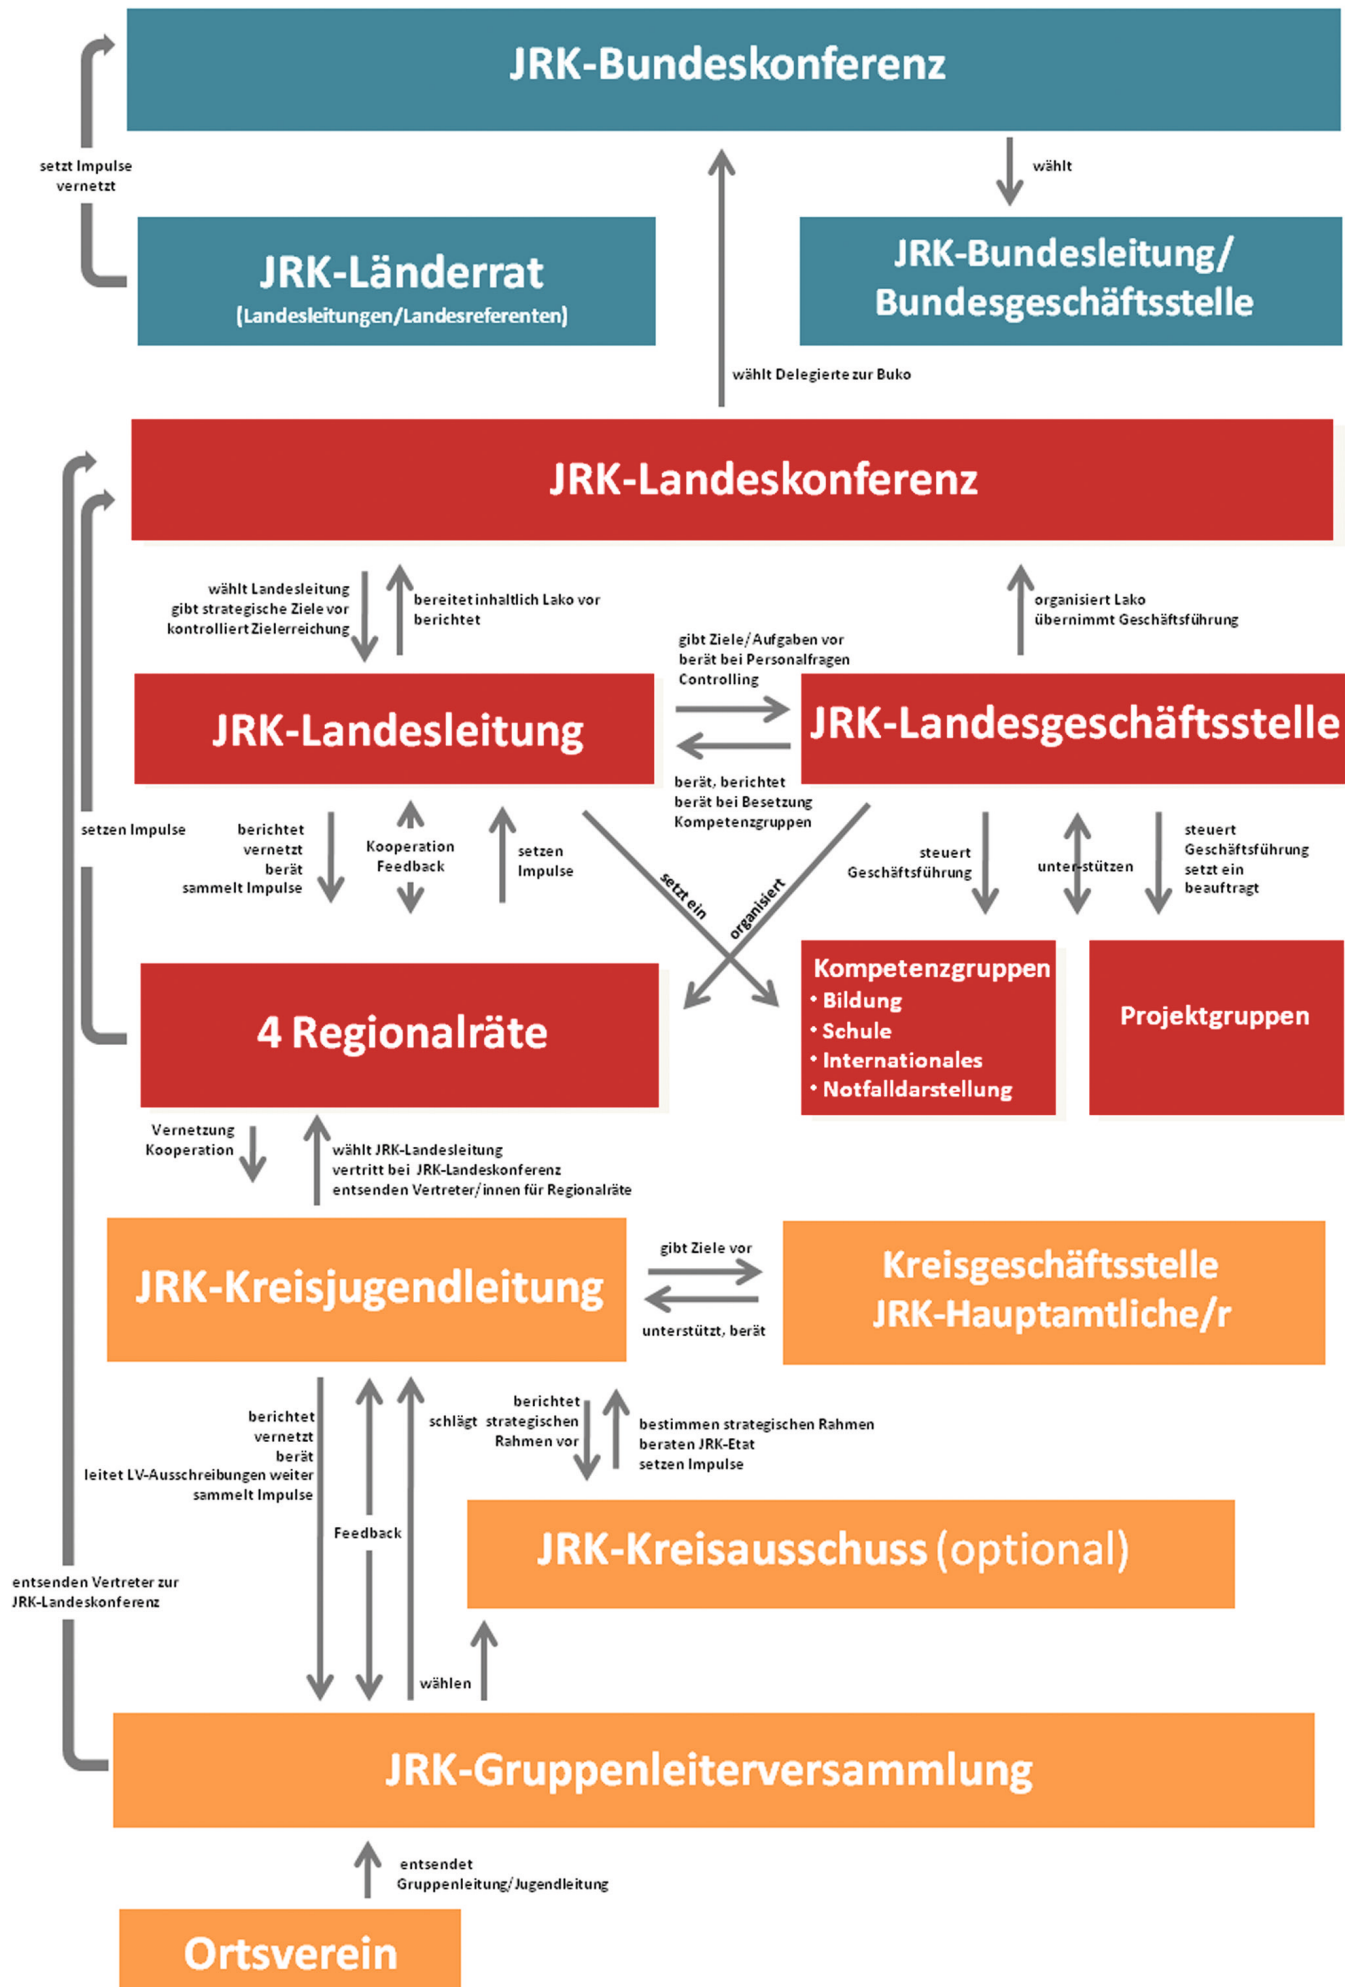 JRK-Bundeskonferenz
setzt Impulse
vernetzt
wählt
JRK-Länderrat
(Landesleitungen/Landesreferenten)
JRK-Bundesleitung/
Bundesgeschäftsstelle
wählt Delegierte zur Buko
JRK-Landeskonferenz
wählt Landesleitung
gibt strategische Ziele vor
kontrolliert Zielerreichung
bereitet inhaltlich Lako vor
berichtet
organisiert Lako
übernimmt Geschäftsführung
gibt Ziele/Aufgaben vor
berät bei Personalfragen
Controlling
JRK-Landesleitung
JRK-Landesgeschäftsstelle
berät, berichtet
berät bei Besetzung
Kompetenzgruppen
setzen Impulse
berichtet
vernetzt
berät
sammelt Impulse
Kooperation
Feedback
setzen
Impulse
setzt ein
organisiert
steuert
Geschäftsführung
unter-stützen
steuert
Geschäftsführung
setzt ein
beauftragt
4 Regionalräte
Kompetenzgruppen
• Bildung
• Schule
• Internationales
• Notfalldarstellung
Projektgruppen
Vernetzung
Kooperation
wählt JRK-Landesleitung
vertritt bei JRK-Landeskonferenz
entsenden Vertreter/innen für Regionalräte
JRK-Kreisjugendleitung
gibt Ziele vor
unterstützt, berät
Kreisgeschäftsstelle
JRK-Hauptamtliche/r
berichtet
vernetzt
berät
leitet LV-Ausschreibungen weiter
sammelt Impulse
Feedback
berichtet
schlägt strategischen
Rahmen vor
bestimmen strategischen Rahmen
beraten JRK-Etat
setzen Impulse
JRK-Kreisausschuss (optional)
entsenden Vertreter zur
JRK-Landeskonferenz
wählen
JRK-Gruppenleiterversammlung
entsendet
Gruppenleitung/Jugendleitung
Ortsverein